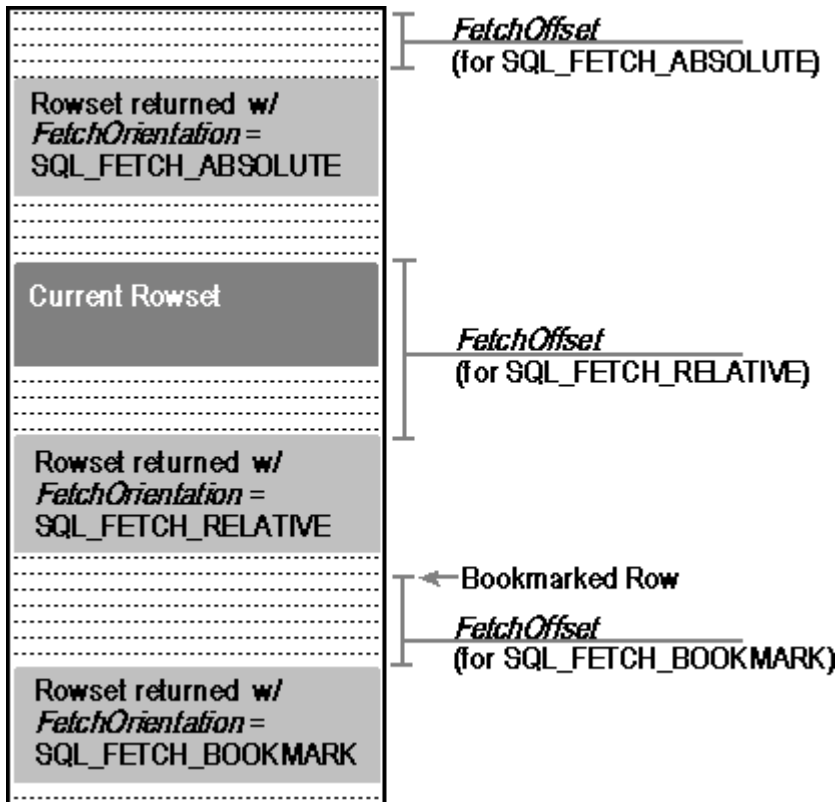 FetchOffset
(for SQL_FETCH_ABSOLUTE)
Rowset returned w/
FetchOrientation =
SQL_FETCH_ABSOLUTE
Current Rowset
FetchOffset
(for SQL_FETCH_RELATIVE)
Rowset returned w/
FetchOrientation =
SQL_FETCH_RELATIVE
Bookmarked Row
FetchOffset
(for SQL_FETCH_BOOKMARK)
Rowset returned w/
FetchOrientation =
SQL_FETCH_BOOKMARK